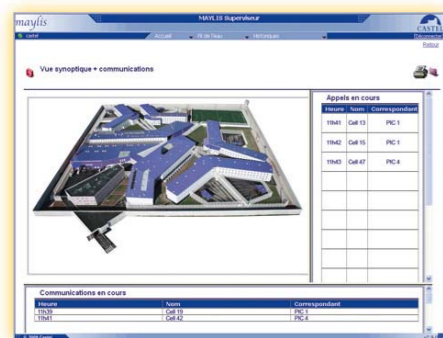 maylis
MAYLIS Superviseur
CASTEL
castel
Accueil
Fil de l'eau
Historiques
Déconnecter
Retour
Vue synoptique + communications
Appels en cours
Heure Nom Correspondant
11h41 Cell 13 PIC 1
11h42 Cell 15 PIC 1
11h43 Cell 47 PIC 4
Communications en cours
Heure Nom Correspondant
11h39 Cell 19 PIC 1
11h41 Cell 42 PIC 4